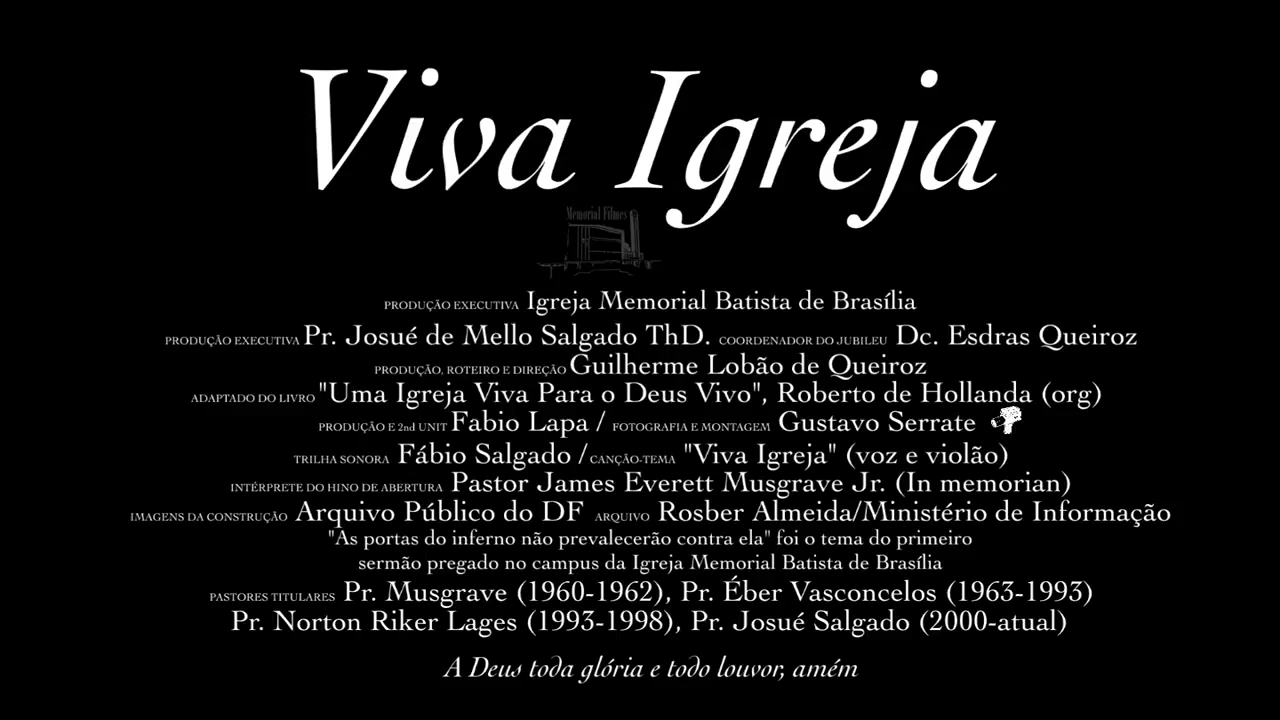 Viva Igreja
Memorial Filmes
PRODUÇÃO EXECUTIVA Igreja Memorial Batista de Brasília
PRODUÇÃO EXECUTIVA Pr. Josué de Mello Salgado ThD. COORDENADOR DO JUBILEU Dc. Esdras Queiroz
PRODUÇÃO, ROTEIRO E DIREÇÃO Guilherme Lobão de Queiroz
ADAPTADO DO LIVRO "Uma Igreja Viva Para o Deus Vivo", Roberto de Hollanda (org)
PRODUÇÃO E 2nd UNIT Fabio Lapa / FOTOGRAFIA E MONTAGEM Gustavo Serrate
TRILHA SONORA Fábio Salgado / CANÇÃO-TEMA "Viva Igreja" (voz e violão)
INTÉRPRETE DO HINO DE ABERTURA Pastor James Everett Musgrave Jr. (In memorian)
IMAGENS DA CONSTRUÇÃO Arquivo Público do DF ARQUIVO Rosber Almeida/Ministério de Informação
"As portas do inferno não prevalecerão contra ela" foi o tema do primeiro
sermão pregado no campus da Igreja Memorial Batista de Brasília
PASTORES TITULARES Pr. Musgrave (1960-1962), Pr. Éber Vasconcelos (1963-1993)
Pr. Norton Riker Lages (1993-1998), Pr. Josué Salgado (2000-atual)
A Deus toda glória e todo louvor, amém